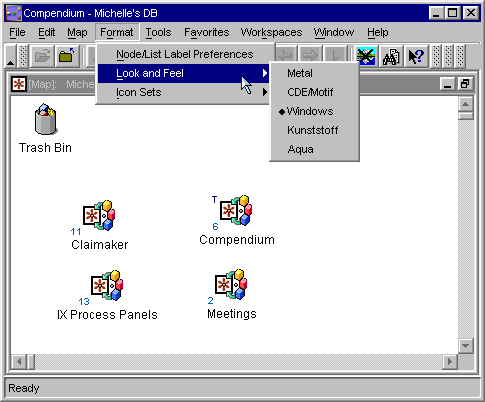 Compendium - Michelle's DB
File Edit Map Format Tools Favorites Workspaces Window Help
Node/List Label Preferences
Look and Feel
Icon Sets
Metal
CDE/Motif
Windows
Kunststoff
Aqua
[Map]: Miche
Trash Bin
11
Claimaker
T
6
Compendium
13
IX Process Panels
2
Meetings
Ready